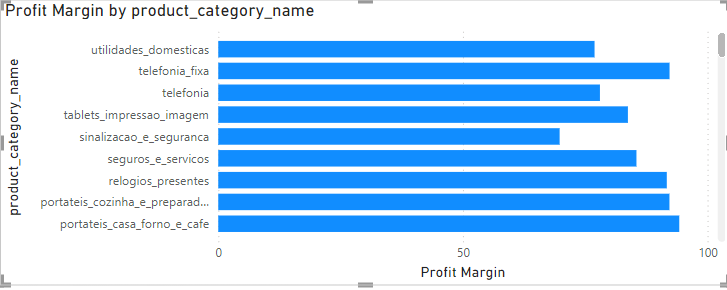 Profit Margin by product_category_name
product_category_name
utilidades_domesticas
telefonia_fixa
telefonia
tablets_impressao_imagem
sinalizacao_e_seguranca
seguros_e_servicos
relogios_presentes
portateis_cozinha_e_preparad...
portateis_casa_forno_e_cafe
0 50 100
Profit Margin